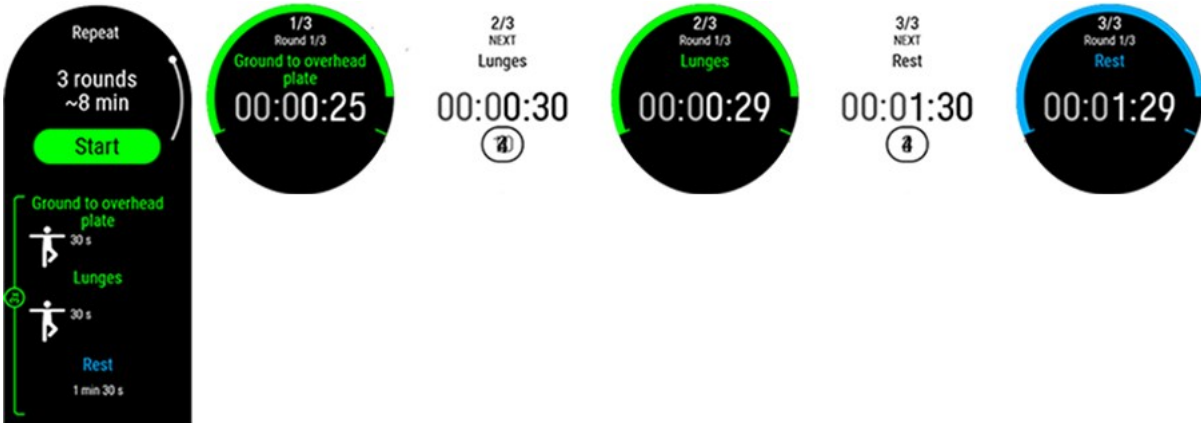 Repeat
3 rounds
~8 min
Start
Ground to overhead
plate
30 s
Lunges
30 s
Rest
1 min 30 s
1/3
Round 1/3
Ground to overhead
plate
00:00:25
2/3
NEXT
Lunges
00:00:30
2/3
Round 1/3
Lunges
00:00:29
3/3
NEXT
Rest
00:01:30
3/3
Round 1/3
Rest
00:01:29